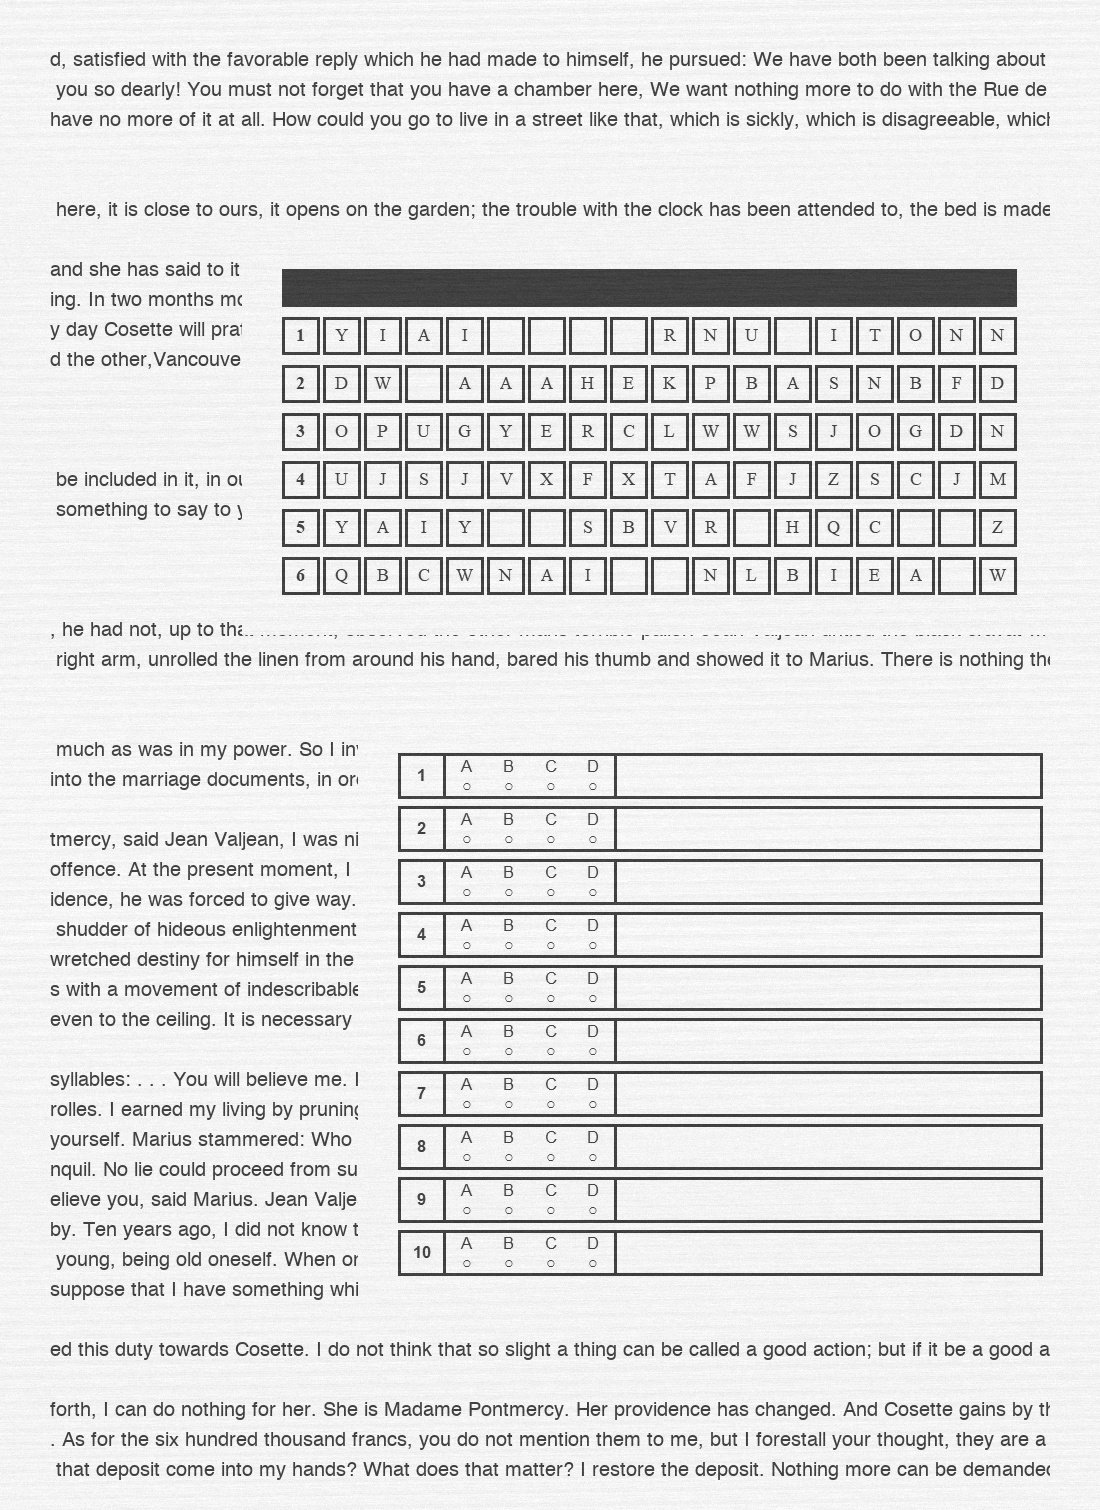 d, satisfied with the favorable reply which he had made to himself, he pursued: We have both been talking about
you so dearly! You must not forget that you have a chamber here, We want nothing more to do with the Rue de
have no more of it at all. How could you go to live in a street like that, which is sickly, which is disagreeable, which
here, it is close to ours, it opens on the garden; the trouble with the clock has been attended to, the bed is made
and she has said to it
ing. In two months
y day Cosette will
d the other,Vancouve
1 Y I A I R N U I T O N N
2 D W A A A H E K P B A S N B F D
3 O P U G Y E R C L W W S J O G D N
4 U J S J V X F X T A F J Z S C J M
5 Y A I Y S B V R H Q C Z
6 Q B C W N A I N L B I E A W
be included in it, in
something to say to
, he had not, up to
right arm, unrolled the linen from around his hand, bared his thumb and showed it to Marius. There is nothing
much as was in my power. So I
into the marriage documents, in
1 A B C D
2 A B C D
3 A B C D
4 A B C D
5 A B C D
6 A B C D
7 A B C D
8 A B C D
9 A B C D
10 A B C D
tmercy, said Jean Valjean, I was ni
offence. At the present moment, I
idence, he was forced to give way.
shudder of hideous enlightenment
wretched destiny for himself in the
s with a movement of indescribable
even to the ceiling. It is necessary
syllables: . . . You will believe me.
rolles. I earned my living by pruning
yourself. Marius stammered: Who
nquil. No lie could proceed from su
elieve you, said Marius. Jean Valje
by. Ten years ago, I did not know
young, being old oneself. When
suppose that I have something whi
ed this duty towards Cosette. I do not think that so slight a thing can be called a good action; but if it be a good a
forth, I can do nothing for her. She is Madame Pontmercy. Her providence has changed. And Cosette gains by
. As for the six hundred thousand francs, you do not mention them to me, but I forestall your thought, they are a
that deposit come into my hands? What does that matter? I restore the deposit. Nothing more can be demanded